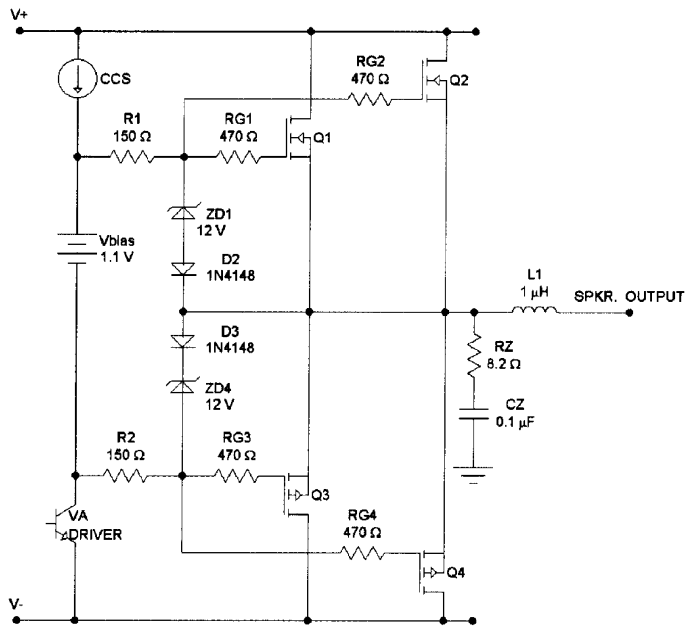 V+
CCS
RG2
470 Ω
Q2
R1
150 Ω
RG1
470 Ω
Q1
ZD1
12 V
Vbias
1.1 V
D2
1N4148
L1
1 µH
SPKR. OUTPUT
D3
1N4148
RZ
8.2 Ω
ZD4
12 V
CZ
0.1 µF
R2
150 Ω
RG3
470 Ω
Q3
VA
DRIVER
RG4
470 Ω
Q4
V-